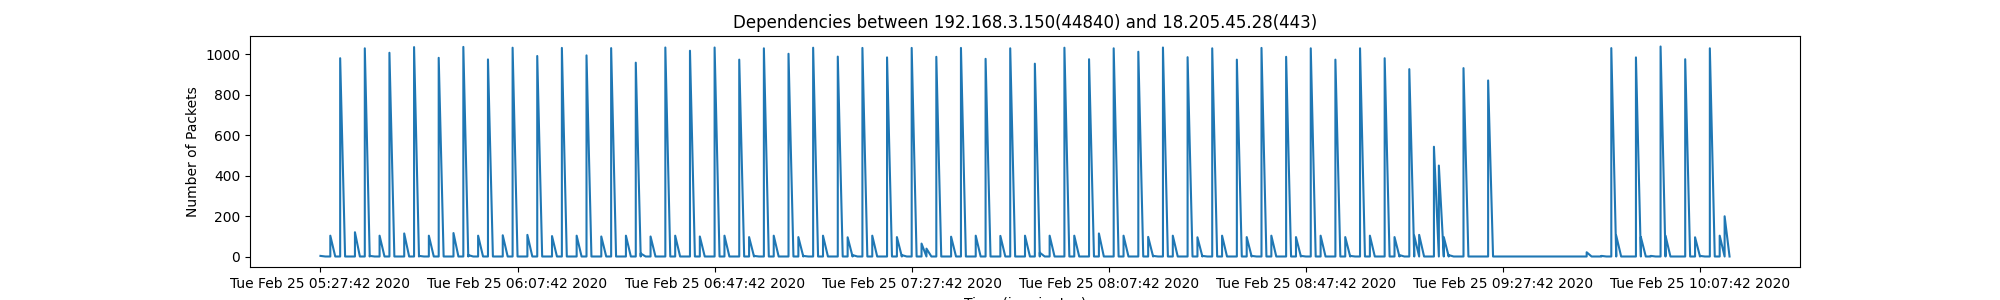 Dependencies between 192.168.3.150(44840) and 18.205.45.28(443)
Number of Packets
1000
800
600
400
200
0
Tue Feb 25 05:27:42 2020 Tue Feb 25 06:07:42 2020 Tue Feb 25 06:47:42 2020 Tue Feb 25 07:27:42 2020 Tue Feb 25 08:07:42 2020 Tue Feb 25 08:47:42 2020 Tue Feb 25 09:27:42 2020 Tue Feb 25 10:07:42 2020